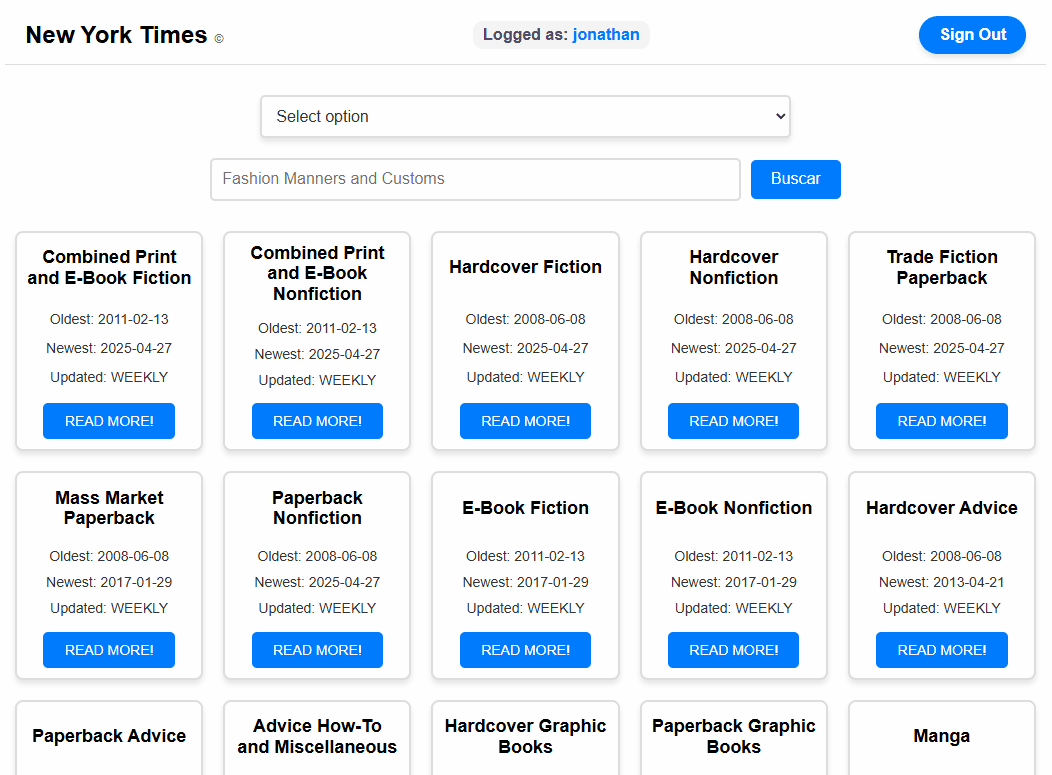 New York Times ©
Logged as: jonathan
Sign Out
Select option
Fashion Manners and Customs
Buscar
Combined Print
and E-Book Fiction
Oldest: 2011-02-13
Newest: 2025-04-27
Updated: WEEKLY
READ MORE!
Combined Print
and E-Book
Nonfiction
Oldest: 2011-02-13
Newest: 2025-04-27
Updated: WEEKLY
READ MORE!
Hardcover Fiction
Oldest: 2008-06-08
Newest: 2025-04-27
Updated: WEEKLY
READ MORE!
Hardcover
Nonfiction
Oldest: 2008-06-08
Newest: 2025-04-27
Updated: WEEKLY
READ MORE!
Trade Fiction
Paperback
Oldest: 2008-06-08
Newest: 2025-04-27
Updated: WEEKLY
READ MORE!
Mass Market
Paperback
Oldest: 2008-06-08
Newest: 2017-01-29
Updated: WEEKLY
READ MORE!
Paperback
Nonfiction
Oldest: 2008-06-08
Newest: 2025-04-27
Updated: WEEKLY
READ MORE!
E-Book Fiction
Oldest: 2011-02-13
Newest: 2017-01-29
Updated: WEEKLY
READ MORE!
E-Book Nonfiction
Oldest: 2011-02-13
Newest: 2017-01-29
Updated: WEEKLY
READ MORE!
Hardcover Advice
Oldest: 2008-06-08
Newest: 2013-04-21
Updated: WEEKLY
READ MORE!
Paperback Advice
Advice How-To
and Miscellaneous
Hardcover Graphic
Books
Paperback Graphic
Books
Manga